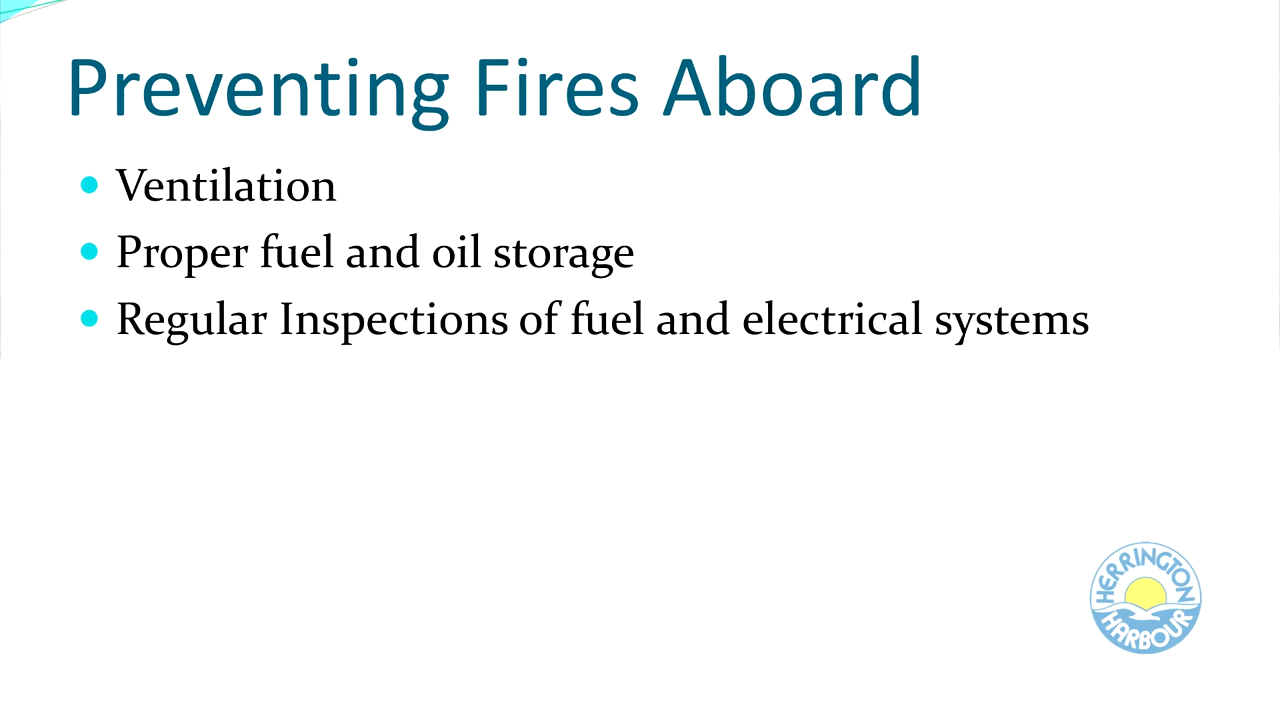 Preventing Fires Aboard
Ventilation
Proper fuel and oil storage
Regular Inspections of fuel and electrical systems
HERRINGTON
HARBOUR